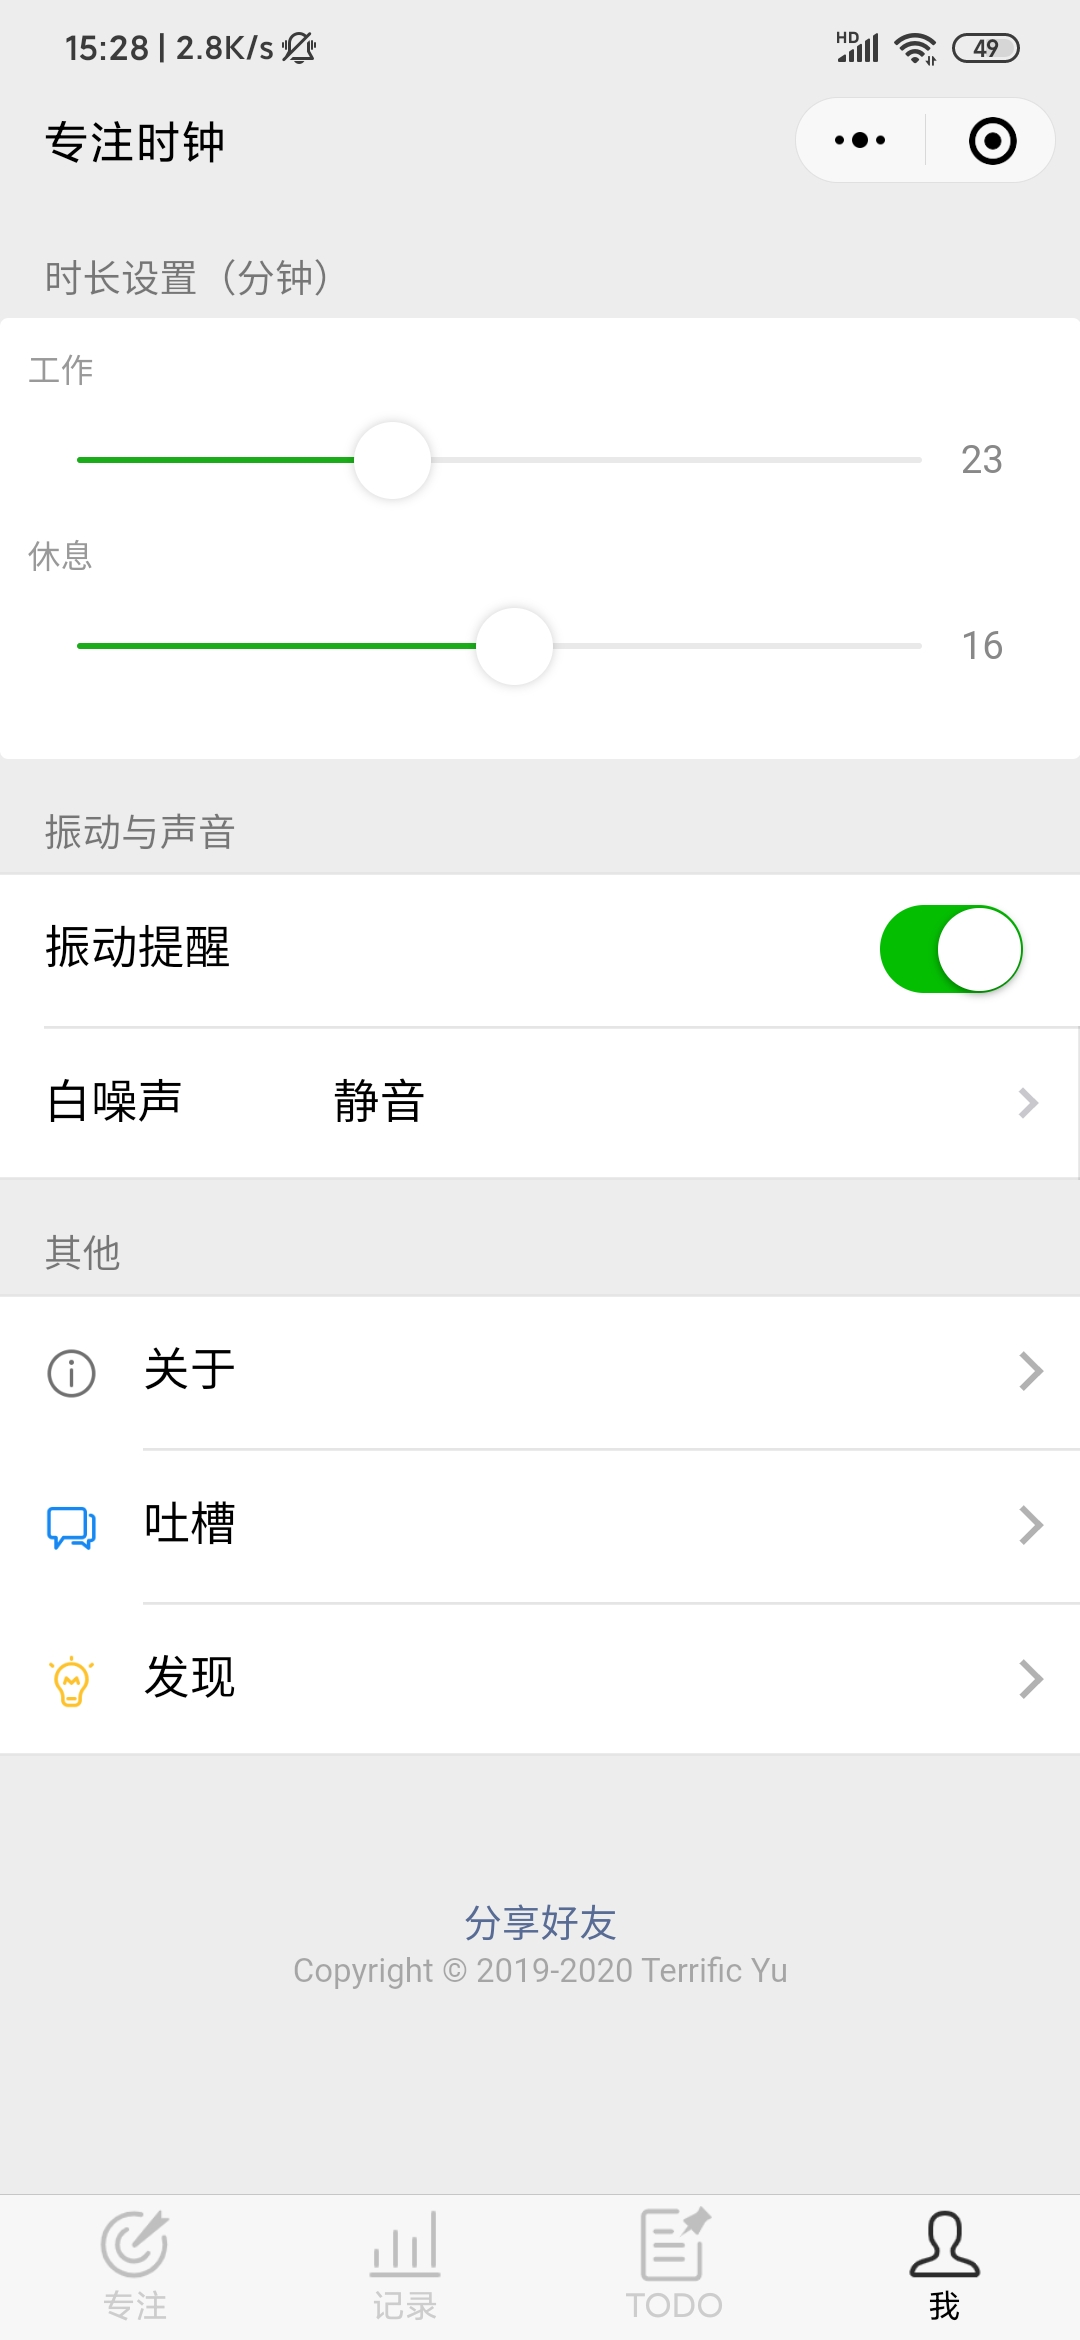 15:28 | 2.8K/s HD 49
专注时钟
时长设置（分钟）
工作
23
休息
16
振动与声音
振动提醒
白噪声 静音
其他
关于
吐槽
发现
分享好友
Copyright © 2019-2020 Terrific Yu
专注 记录 TODO 我